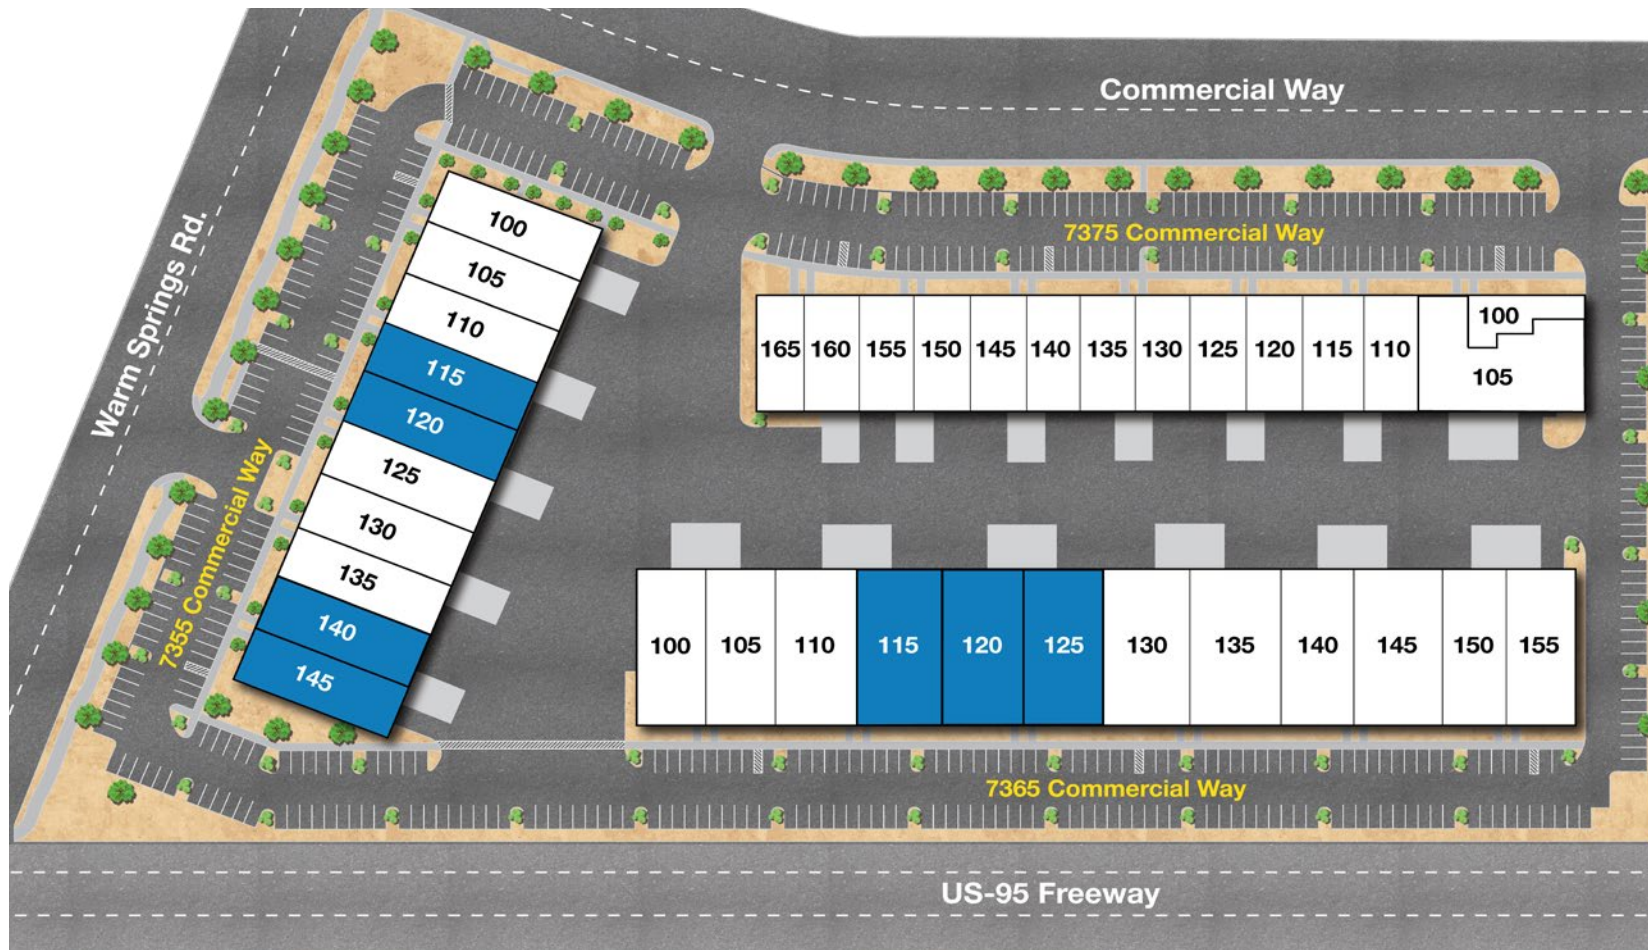 Commercial Way
Warm Springs Rd.
7375 Commercial Way
7355 Commercial Way
100
105
110
115
120
125
130
135
140
145
165 160 155 150 145 140 135 130 125 120 115 110 100
105
100 105 110 115 120 125 130 135 140 145 150 155
7365 Commercial Way
US-95 Freeway